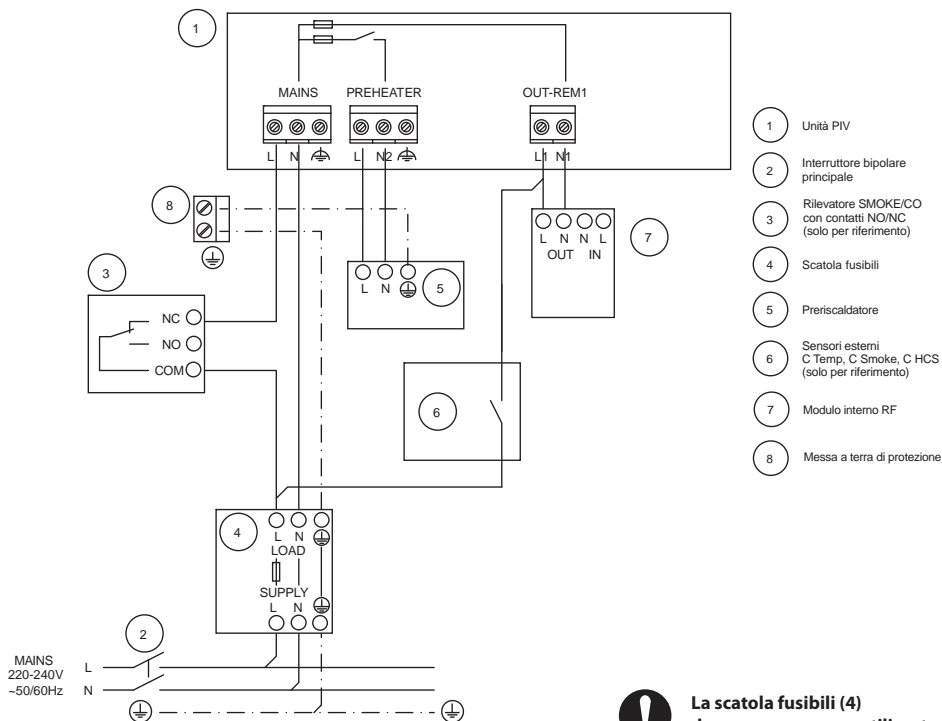 1
MAINS
PREHEATER
OUT-REM1
L N
L N2
L1 N1
8
3
NC
NO
COM
L N
5
L N N L
OUT IN
7
6
4
L N
LOAD
SUPPLY
L N
2
MAINS
220-240V
~50/60Hz
L
N
1 Unità PIV
2 Interruttore bipolare
principale
3 Rilevatore SMOKE/CO
con contatti NO/NC
(solo per riferimento)
4 Scatola fusibili
5 Preriscaldatore
6 Sensori esterni
C Temp, C Smoke, C HCS
(solo per riferimento)
7 Modulo interno RF
8 Messa a terra di protezione
La scatola fusibili (4)